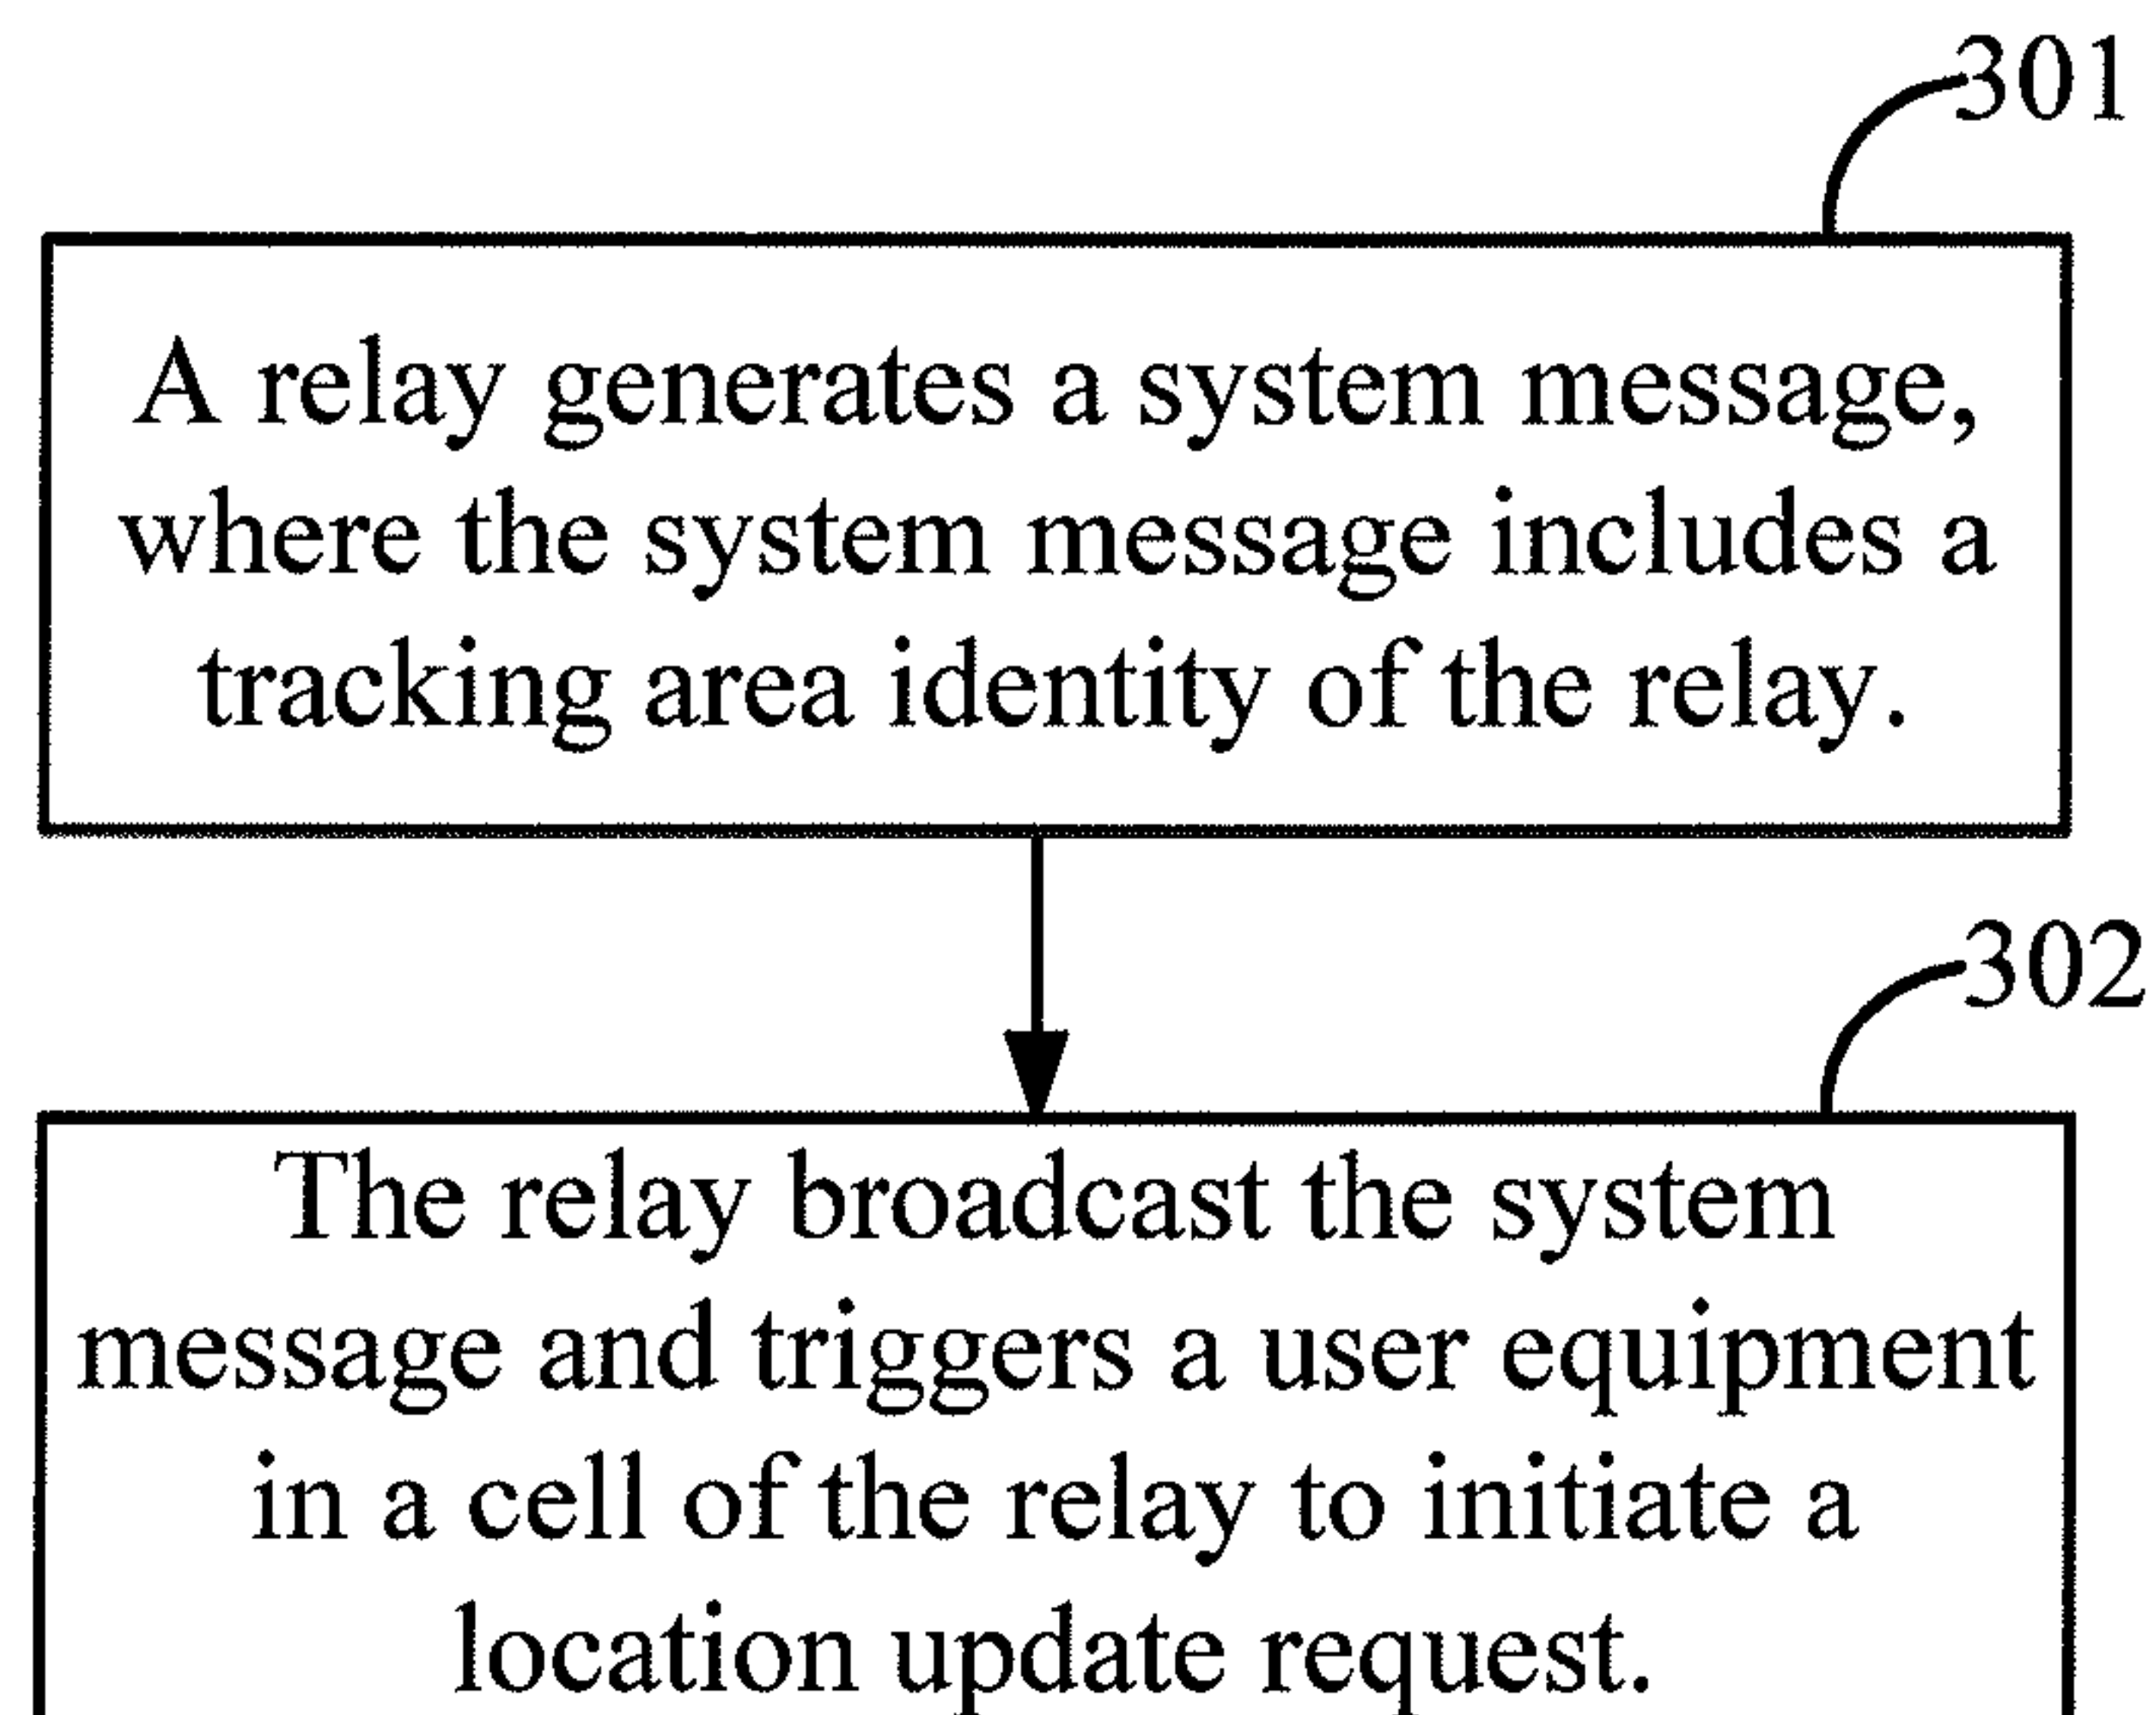 301
A relay generates a system message,
where the system message includes a
tracking area identity of the relay.
302
The relay broadcast the system
message and triggers a user equipment
in a cell of the relay to initiate a
location update request.